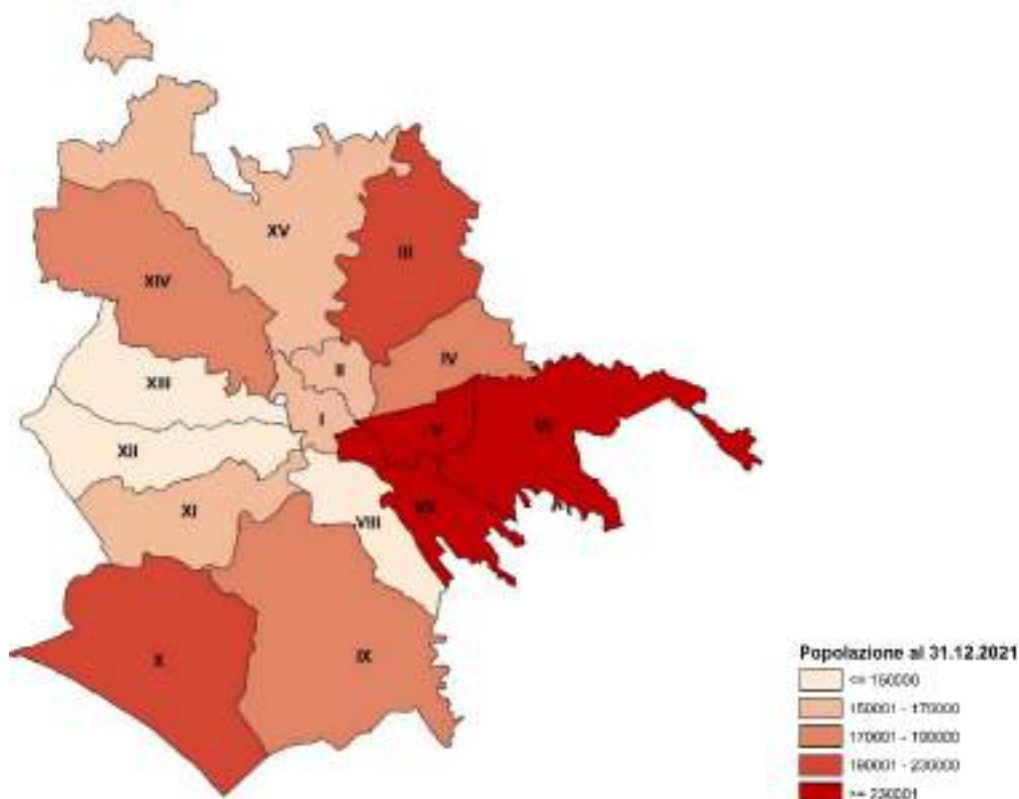 XV
III
XIV
IV
II
XIII
I
V
VI
XII
XI
VII
VIII
IX
X
Popolazione al 31.12.2021
<= 150000
150001 - 170000
170001 - 190000
190001 - 230000
>= 230001